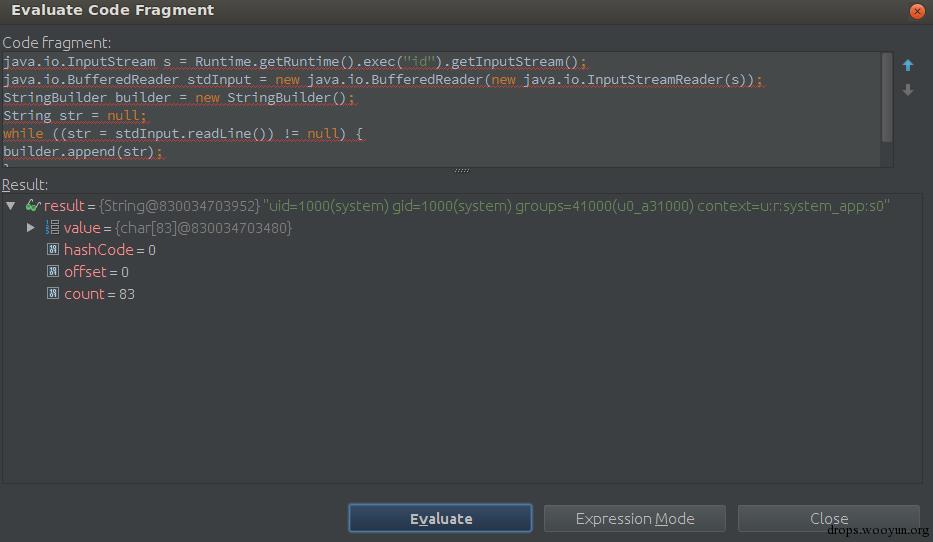 Evaluate Code Fragment
Code fragment:
java.io.InputStream s = Runtime.getRuntime().exec("id").getInputStream();
java.io.BufferedReader stdInput = new java.io.BufferedReader(new java.io.InputStreamReader(s));
StringBuilder builder = new StringBuilder();
String str = null;
while ((str = stdInput.readLine()) != null) {
builder.append(str);
Result:
result = {String@830034703952} "uid=1000(system) gid=1000(system) groups=41000(u0_a31000) context=u:r:system_app:s0"
value = {char[83]@830034703480}
hashCode = 0
offset = 0
count = 83
Evaluate
Expression Mode
Close
drops.wooyun.org